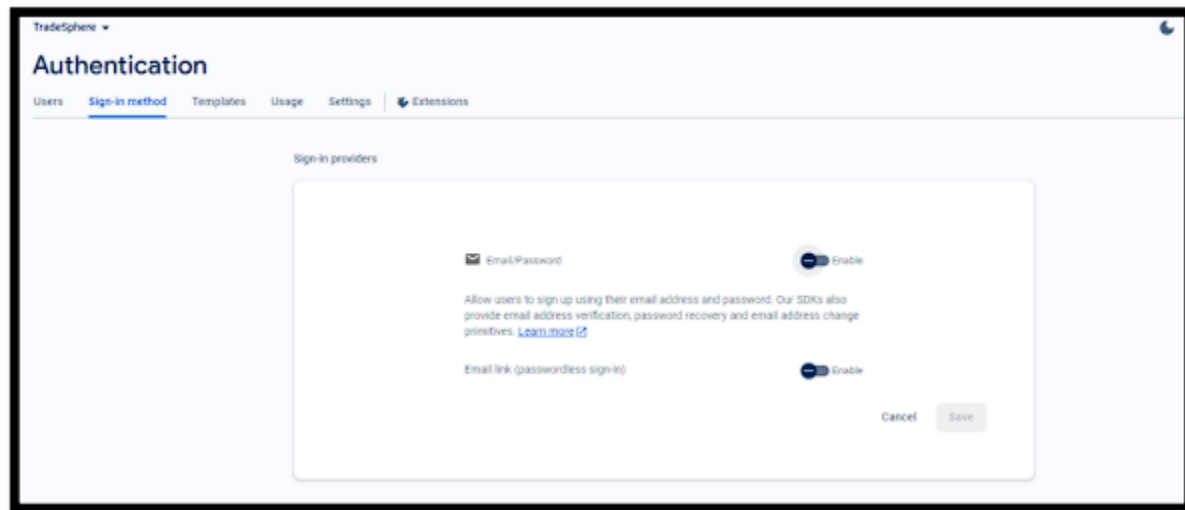 TradeSphere
Authentication
Users Sign-in method Templates Usage Settings Extensions
Sign-in providers
Email/Password Enable
Allow users to sign up using their email address and password. Our SDKs also
provide email address verification, password recovery and email address change
primitives. Learn more
Email link (passwordless sign-in) Enable
Cancel Save